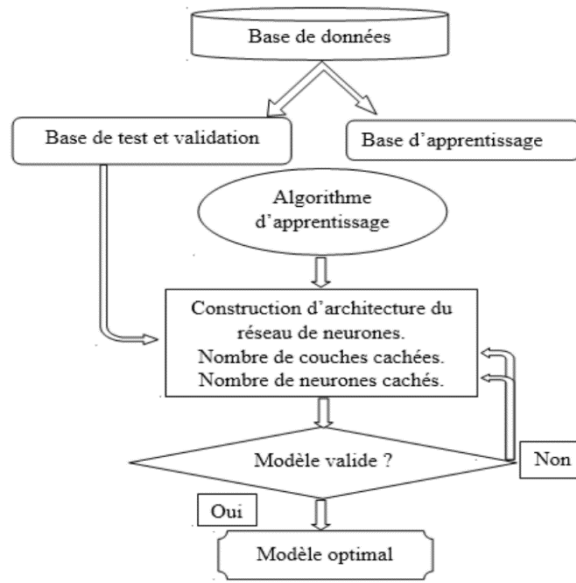 Base de données
Base de test et validation
Base d'apprentissage
Algorithme
d'apprentissage
Construction d'architecture du
réseau de neurones.
Nombre de couches cachées.
Nombre de neurones cachés.
Modèle valide ?
Non
Oui
Modèle optimal